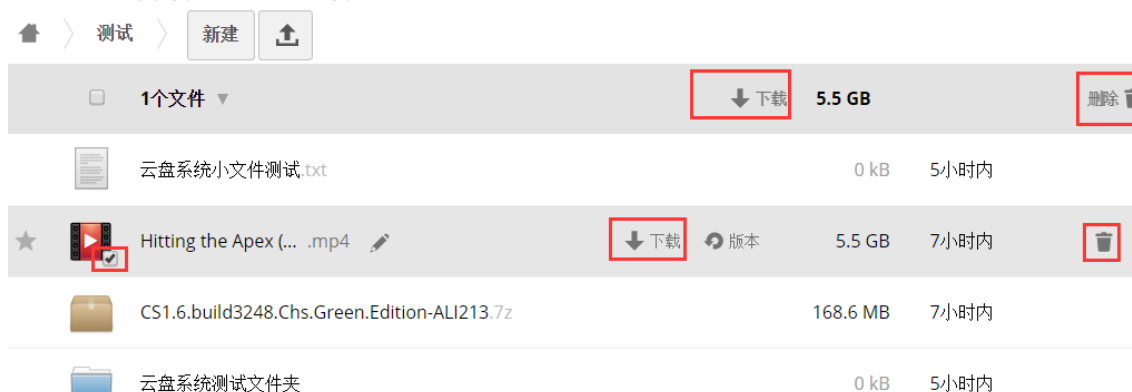 测试 新建
1个文件 下载 5.5 GB 删除
云盘系统小文件测试.txt 0 kB 5小时内
Hitting the Apex (... .mp4 下载 版本 5.5 GB 7小时内
CS1.6.build3248.Chs.Green.Edition-ALI213.7z 168.6 MB 7小时内
云盘系统测试文件夹 0 kB 5小时内